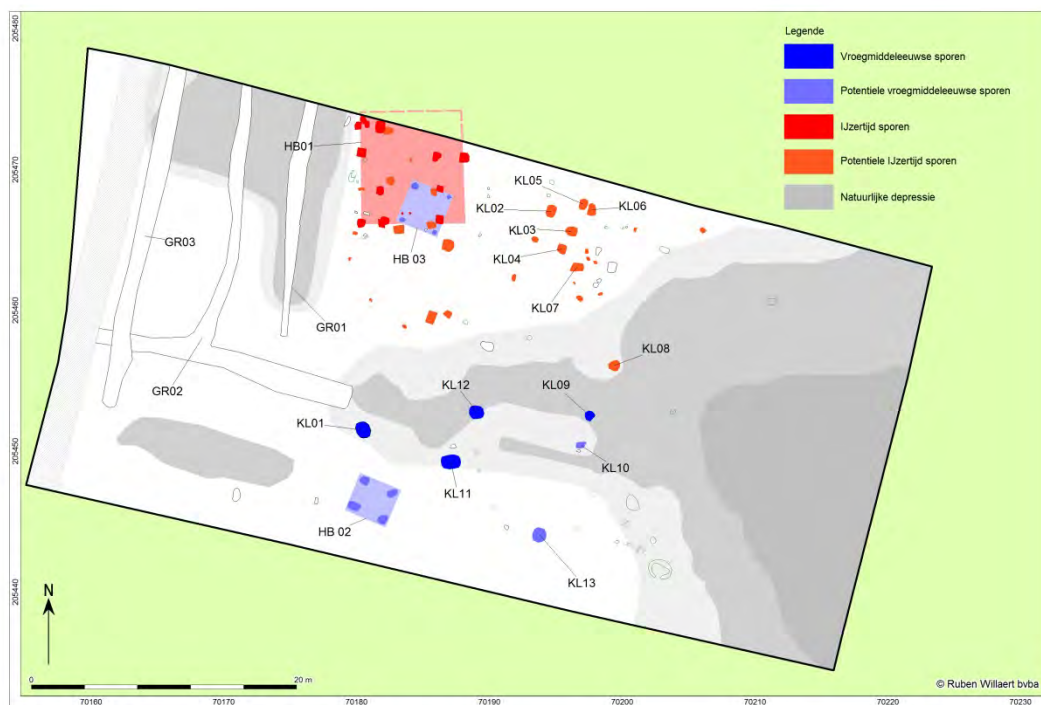 Legende
Vroegmiddeleeuwse sporen
Potentiele vroegmiddeleeuwse sporen
IJzertijd sporen
Potentiele IJzertijd sporen
Natuurlijke depressie
205480
205470
205460
205450
205440
HB01
KL05
KL02
KL06
KL03
GR03
HB 03
KL04
KL07
GR01
KL08
GR02
KL12
KL09
KL01
KL10
KL11
HB 02
KL13
N
0
20 m
© Ruben Willaert bvba
70160
70170
70180
70190
70200
70210
70220
70230